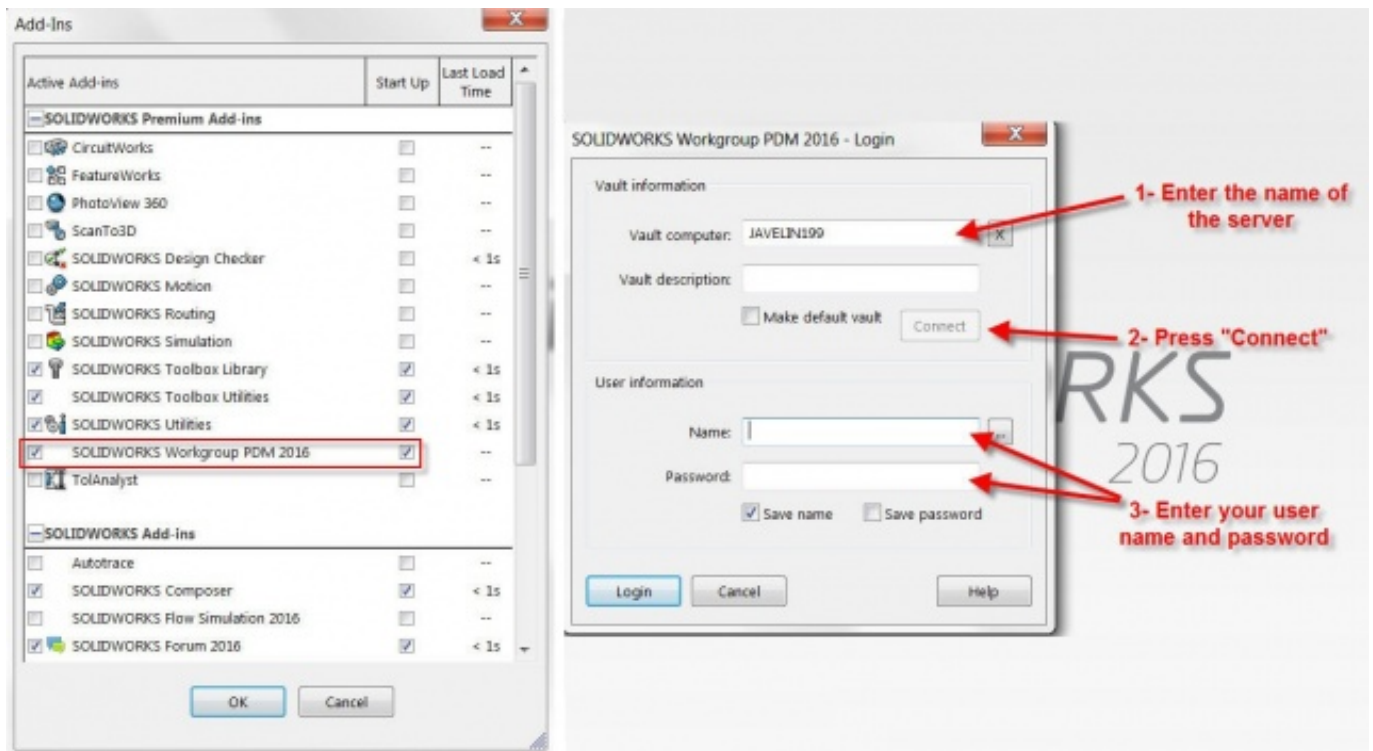 Add-Ins
Active Add-ins Start Up Last Load Time
SOLIDWORKS Premium Add-ins
CircuitWorks --
FeatureWorks --
PhotoView 360 --
ScanTo3D --
SOLIDWORKS Design Checker < 1s
SOLIDWORKS Motion --
SOLIDWORKS Routing --
SOLIDWORKS Simulation --
SOLIDWORKS Toolbox Library < 1s
SOLIDWORKS Toolbox Utilities < 1s
SOLIDWORKS Utilities < 1s
SOLIDWORKS Workgroup PDM 2016 --
TolAnalyst --
SOLIDWORKS Add-ins
Autotrace --
SOLIDWORKS Composer < 1s
SOLIDWORKS Flow Simulation 2016 --
SOLIDWORKS Forum 2016 < 1s
OK Cancel
SOLIDWORKS Workgroup PDM 2016 - Login
Vault information
Vault computer: JAVELIN199 X
Vault description:
Make default vault Connect
User information
Name: ...
Password:
Save name Save password
Login Cancel Help
1- Enter the name of
the server
2- Press "Connect"
RKS
2016
3- Enter your user
name and password